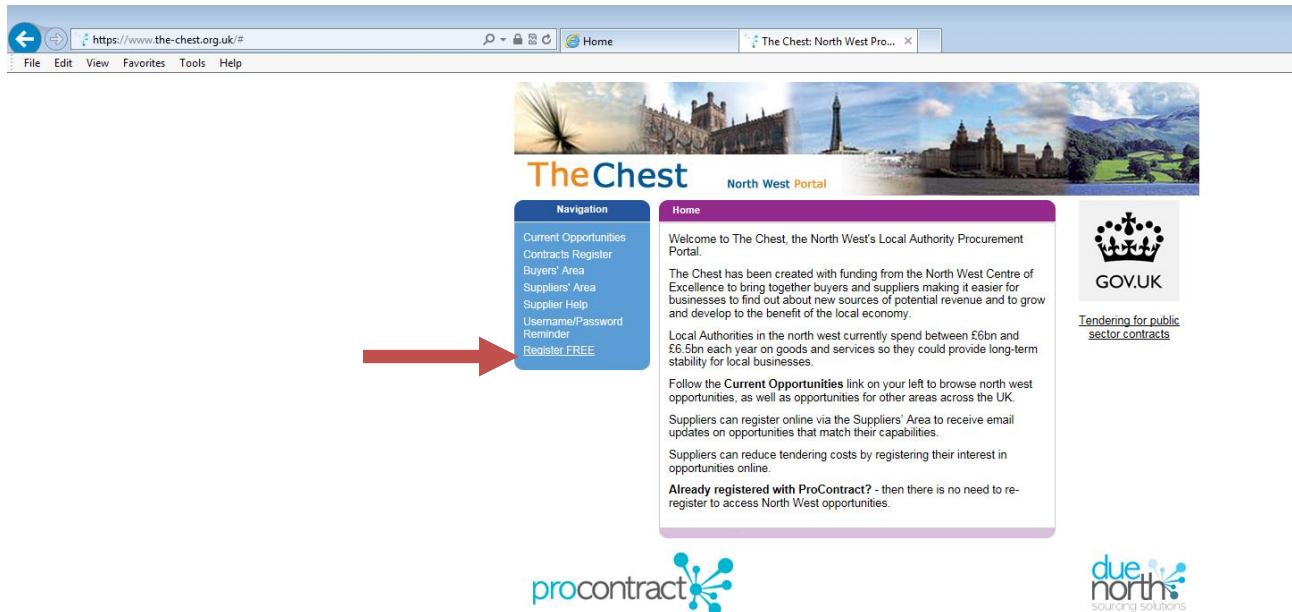 https://www.the-chest.org.uk/#
Home
The Chest: North West Pro...
File Edit View Favorites Tools Help
The Chest
North West Portal
Navigation
Current Opportunities
Contracts Register
Buyers' Area
Suppliers' Area
Supplier Help
Username/Password
Reminder
Register FREE
Home
Welcome to The Chest, the North West's Local Authority Procurement
Portal.
The Chest has been created with funding from the North West Centre of
Excellence to bring together buyers and suppliers making it easier for
businesses to find out about new sources of potential revenue and to grow
and develop to the benefit of the local economy.
Local Authorities in the north west currently spend between £6bn and
£6.5bn each year on goods and services so they could provide long-term
stability for local businesses.
Follow the Current Opportunities link on your left to browse north west
opportunities, as well as opportunities for other areas across the UK.
Suppliers can register online via the Suppliers' Area to receive email
updates on opportunities that match their capabilities.
Suppliers can reduce tendering costs by registering their interest in
opportunities online.
Already registered with ProContract? - then there is no need to re-
register to access North West opportunities.
GOV.UK
Tendering for public
sector contracts
procontract
due
north
sourcing solutions